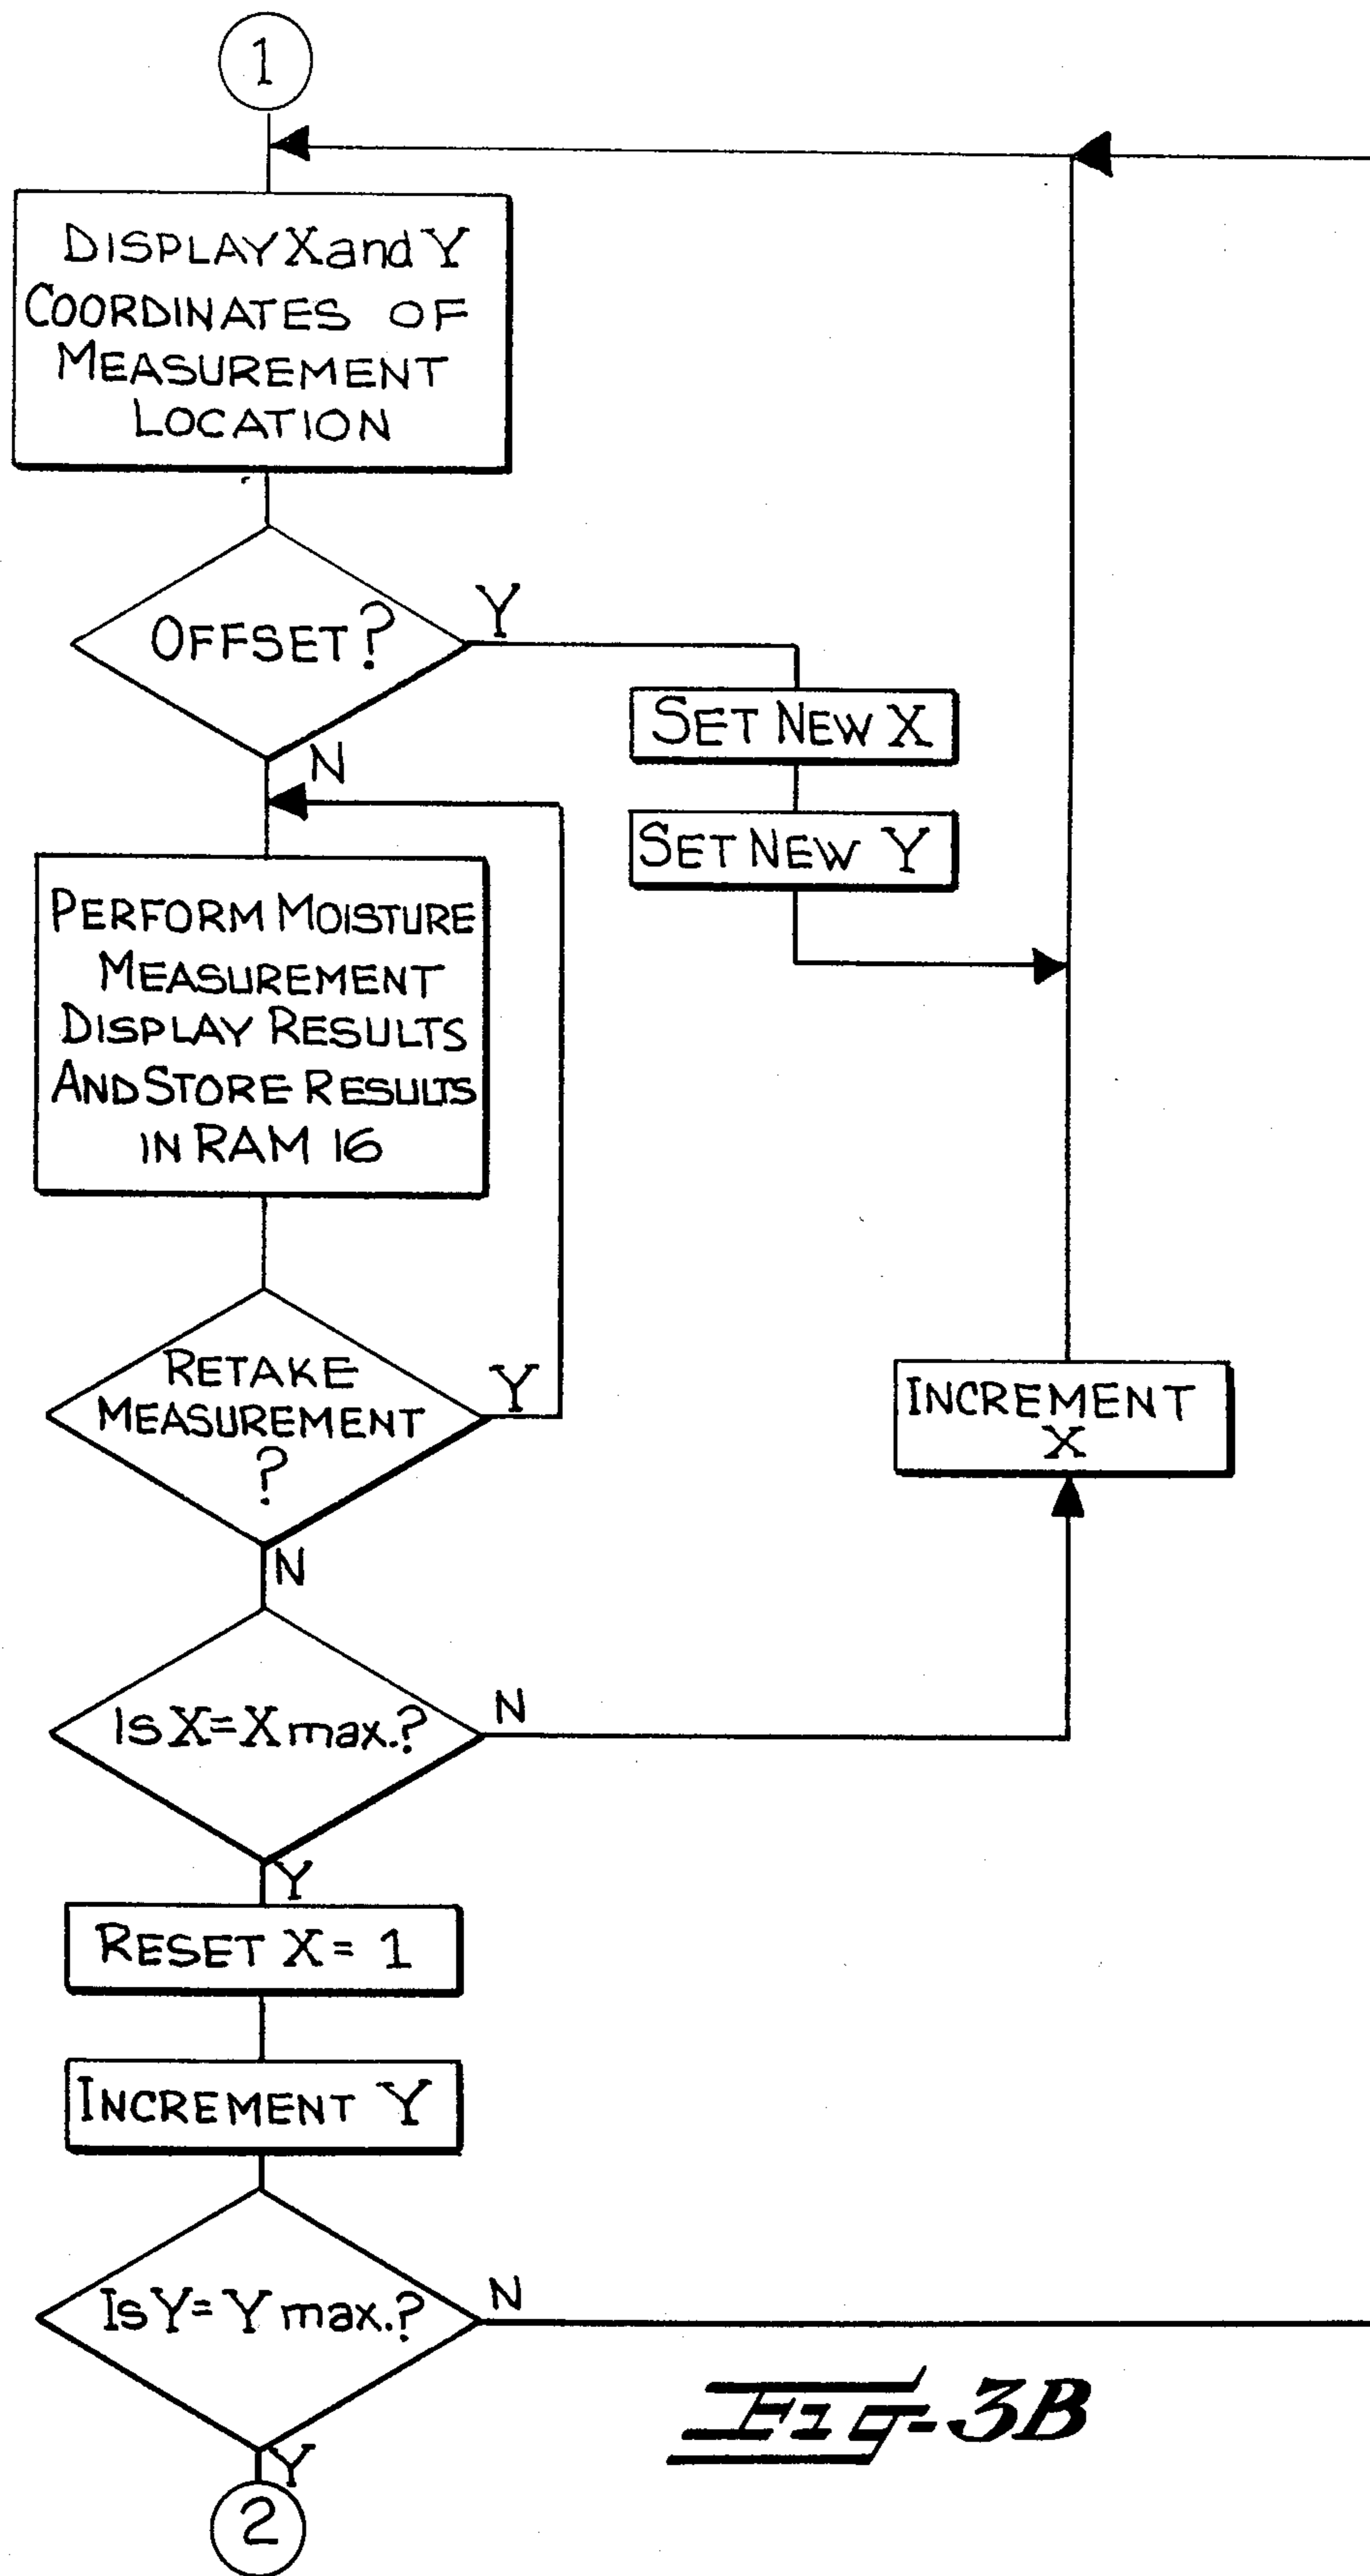 1
DISPLAY X and Y
COORDINATES OF
MEASUREMENT
LOCATION
OFFSET?
Y
N
SET NEW X
SET NEW Y
PERFORM MOISTURE
MEASUREMENT
DISPLAY RESULTS
AND STORE RESULTS
IN RAM 16
RETAKE
MEASUREMENT
?
Y
N
INCREMENT
X
Is X=X max.?
N
Y
RESET X = 1
INCREMENT Y
Is Y=Y max.?
N
Y
2
Fig-3B